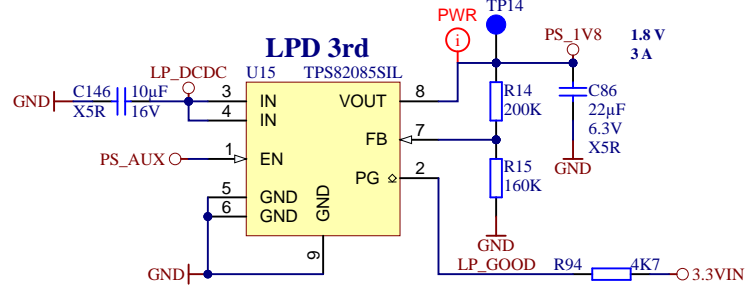 PWR
TP14
LPD 3rd
PS_1V8
1.8 V
3 A
LP_DCDC
U15
TPS82085SIL
GND
C146
10µF
X5R
16V
3
IN
4
IN
VOUT
8
R14
200K
C86
22µF
6.3V
X5R
GND
FB
7
PS_AUX
1
EN
PG
2
R15
160K
5
GND
6
GND
GND
9
GND
GND
LP_GOOD
R94
4K7
3.3VIN
i